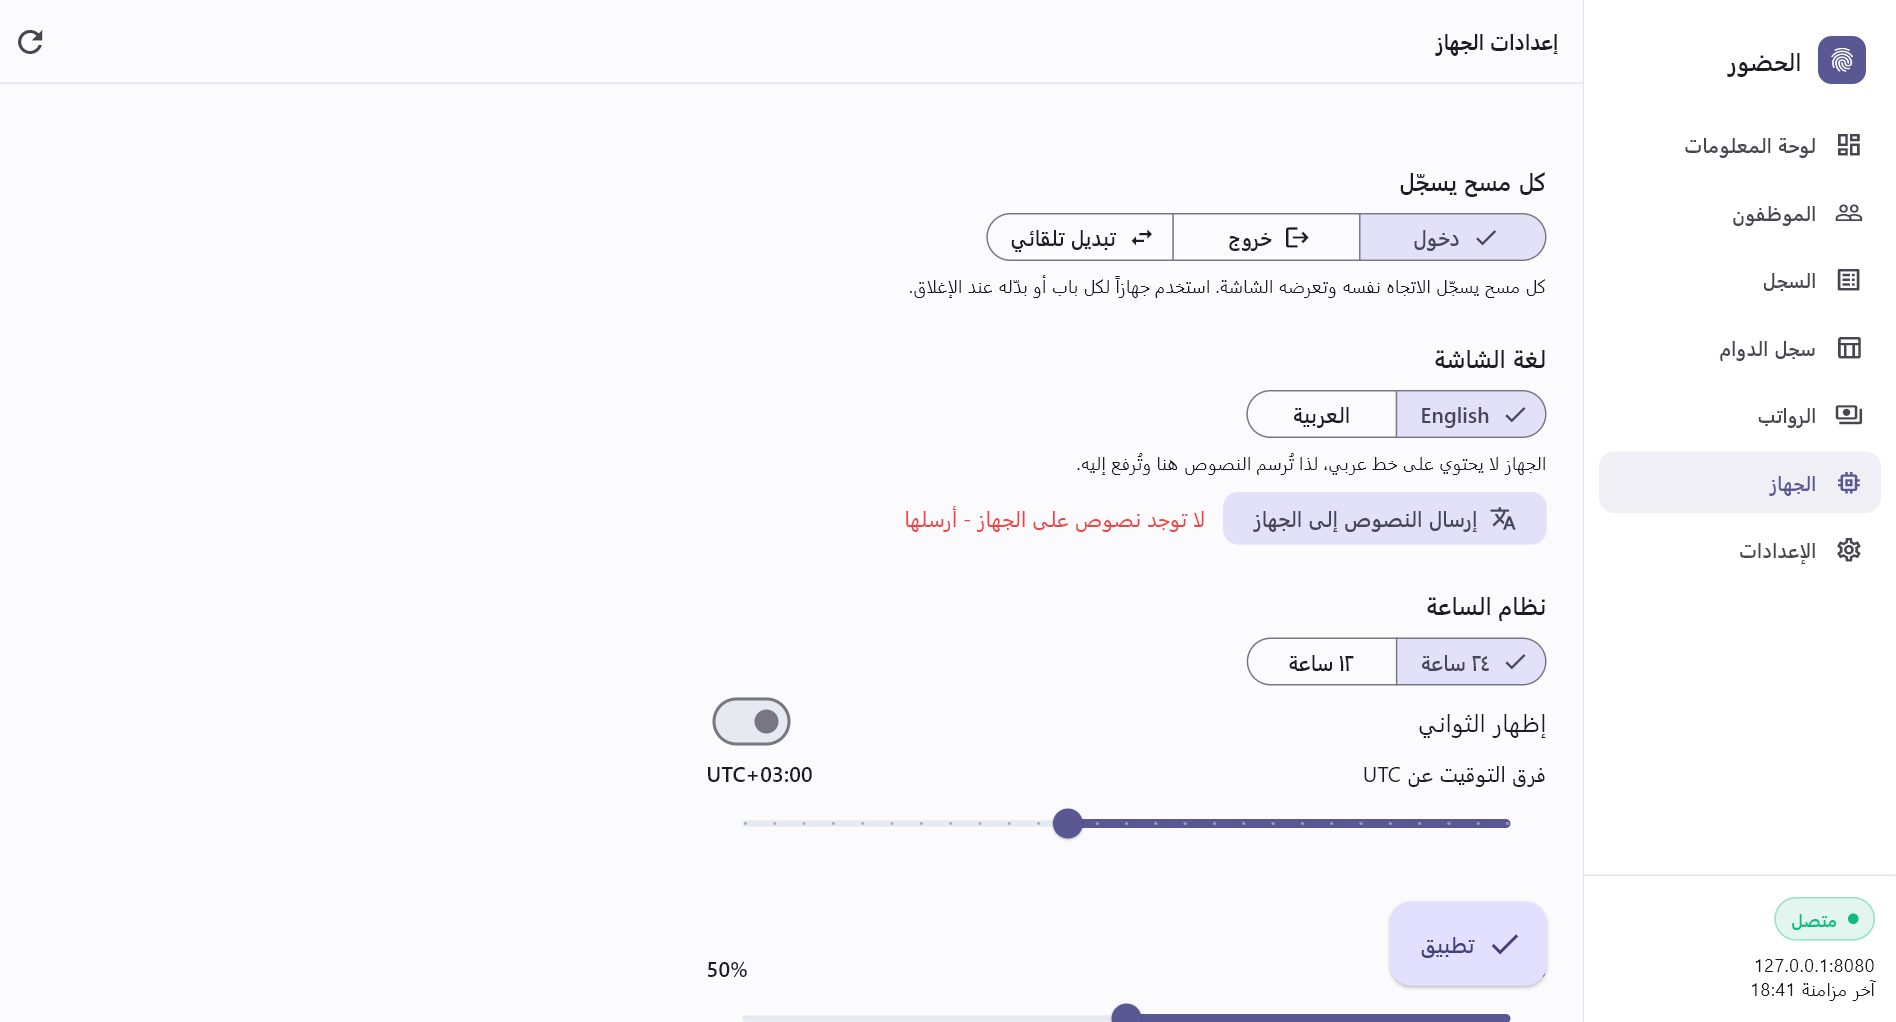 الحضور
لوحة المعلومات
الموظفون
السجل
سجل الدوام
الرواتب
الجهاز
الإعدادات
متصل
127.0.0.1:8080
آخر مزامنة 18:41
إعدادات الجهاز
كل مسح يسجّل
دخول
خروج
تبديل تلقائي
كل مسح يسجّل الاتجاه نفسه وتعرضه الشاشة. استخدم جهازاً لكل باب أو بدّله عند الإغلاق.
لغة الشاشة
English
العربية
الجهاز لا يحتوي على خط عربي، لذا تُرسم النصوص هنا وتُرفع إليه.
إرسال النصوص إلى الجهاز
لا توجد نصوص على الجهاز - أرسلها
نظام الساعة
٢٤ ساعة
١٢ ساعة
إظهار الثواني
فرق التوقيت عن UTC
UTC+03:00
تطبيق
50%